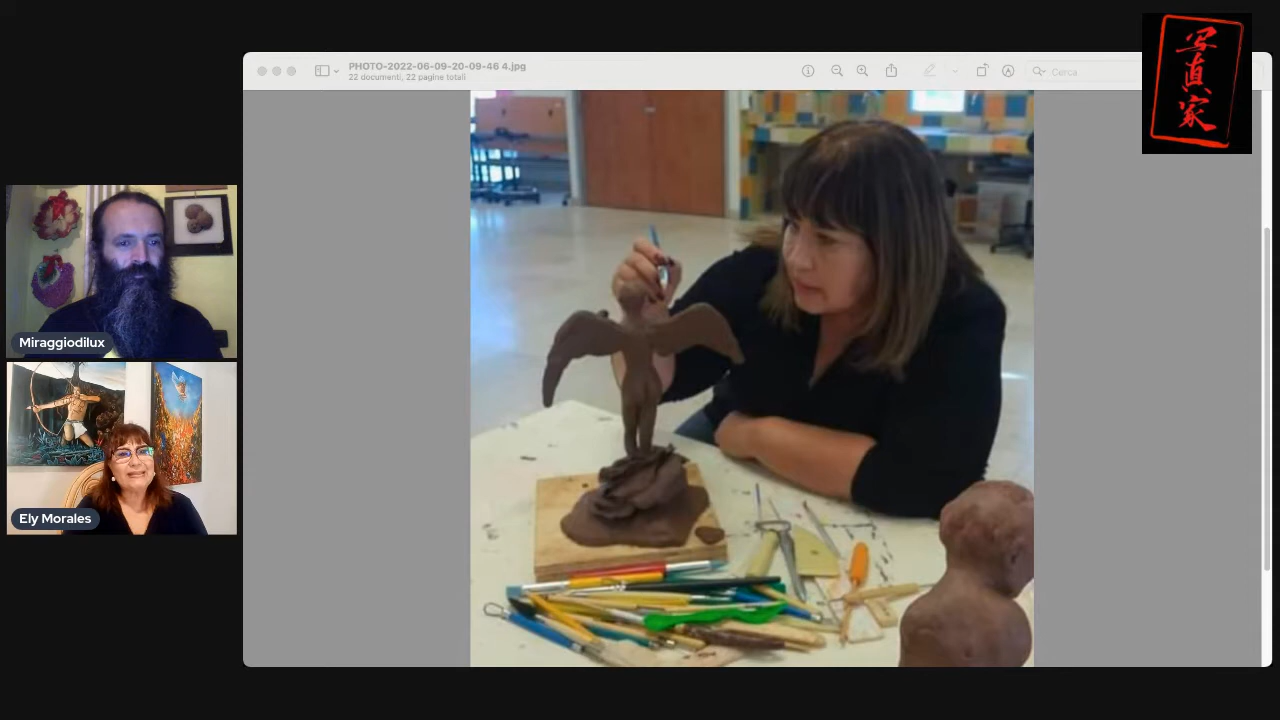 PHOTO-2022-06-09-20-09-46 4.jpg
22 documenti, 22 pagine totali
Cerca
写
真
家
Miraggiodilux
Ely Morales